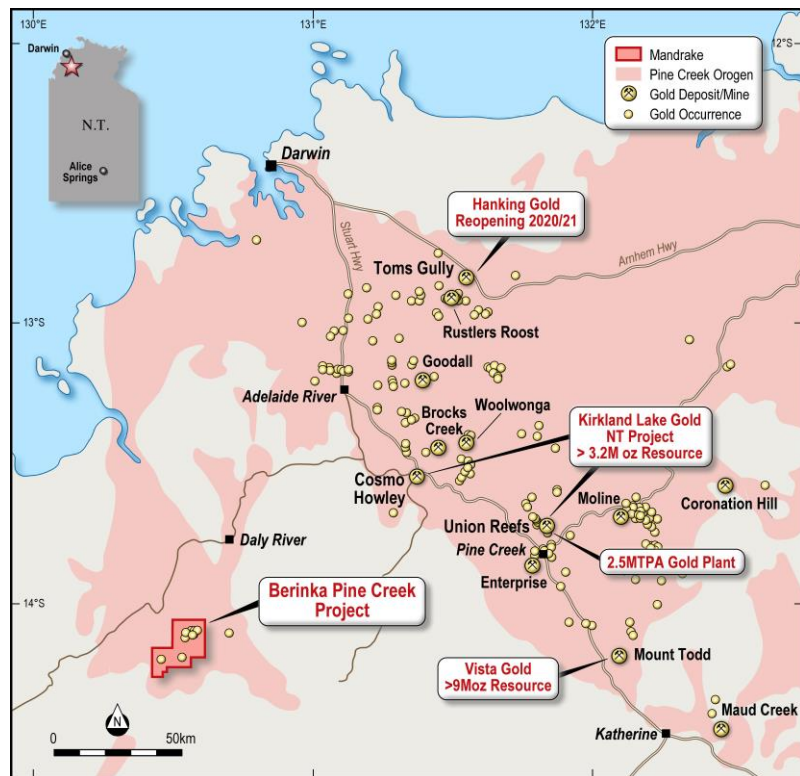 130°E
131°E
132°E
12°S
Darwin
N.T.
Alice
Springs
Mandrake
Pine Creek Orogen
Gold Deposit/Mine
Gold Occurrence
Darwin
Stuart Hwy
Hanking Gold
Reopening 2020/21
Arnhem Hwy
Toms Gully
13°S
Rustlers Roost
Goodall
Adelaide River
Brocks
Creek
Woolwonga
Kirkland Lake Gold
NT Project
> 3.2M oz Resource
Cosmo
Howley
Moline
Coronation Hill
Union Reefs
Daly River
Pine Creek
2.5MTPA Gold Plant
Enterprise
Berinka Pine Creek
Project
14°S
Mount Todd
Vista Gold
>9Moz Resource
Maud Creek
Katherine
N
0
50km